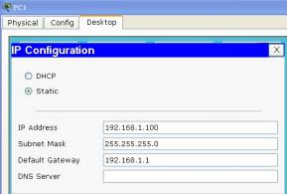 PC1
Physical Config Desktop
IP Configuration X
DHCP
Static
IP Address 192.168.1.100
Subnet Mask 255.255.255.0
Default Gateway 192.168.1.1
DNS Server